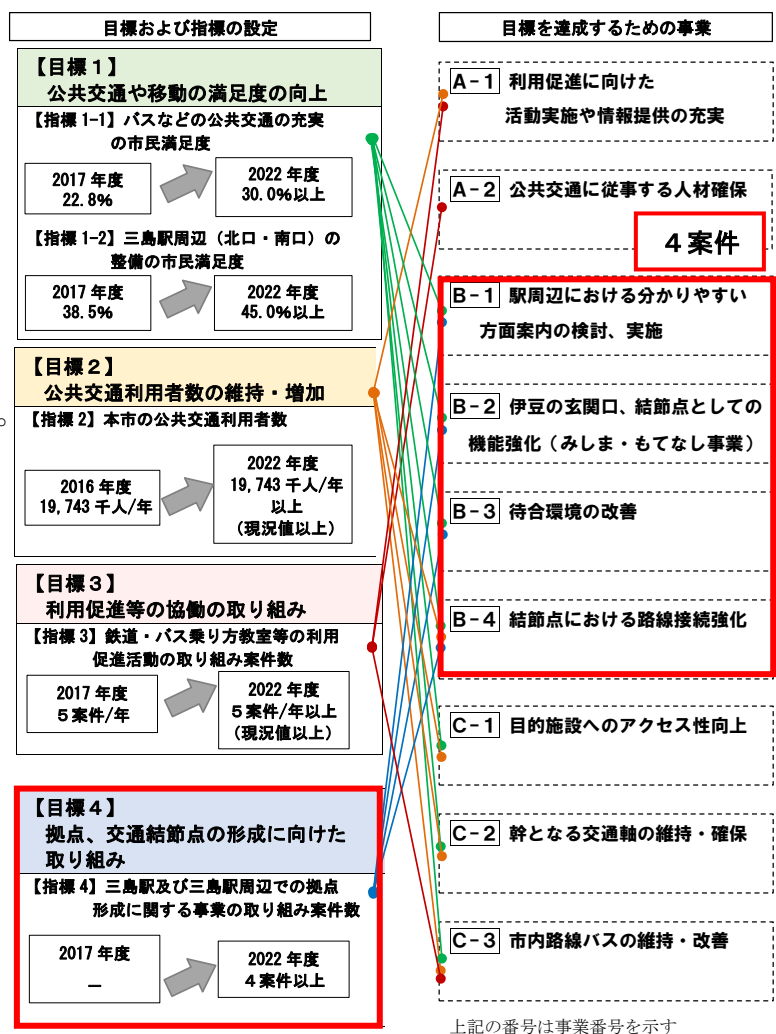 目標および指標の設定
【目標１】
公共交通や移動の満足度の向上
【指標 1-1】バスなどの公共交通の充実
の市民満足度
2017 年度
22.8％
2022 年度
30.0％以上
【指標 1-2】三島駅周辺（北口・南口）の
整備の市民満足度
2017 年度
38.5％
2022 年度
45.0％以上
【目標２】
公共交通利用者数の維持・増加
。
【指標 2】本市の公共交通利用者数
2016 年度
19,743 千人/年
2022 年度
19,743 千人/年
以上
(現況値以上)
【目標３】
利用促進等の協働の取り組み
【指標 3】鉄道・バス乗り方教室等の利用
促進活動の取り組み案件数
2017 年度
５案件/年
2022 年度
５案件/年以上
(現況値以上)
【目標４】
拠点、交通結節点の形成に向けた
取り組み
【指標 4】三島駅及び三島駅周辺での拠点
形成に関する事業の取り組み案件数
2017 年度
－
2022 年度
４案件以上
目標を達成するための事業
A-1 利用促進に向けた
活動実施や情報提供の充実
A-2 公共交通に従事する人材確保
４案件
B-1 駅周辺における分かりやすい
方面案内の検討、実施
B-2 伊豆の玄関口、結節点としての
機能強化（みしま・もてなし事業）
B-3 待合環境の改善
B-4 結節点における路線接続強化
C-1 目的施設へのアクセス性向上
C-2 幹となる交通軸の維持・確保
C-3 市内路線バスの維持・改善
上記の番号は事業番号を示す